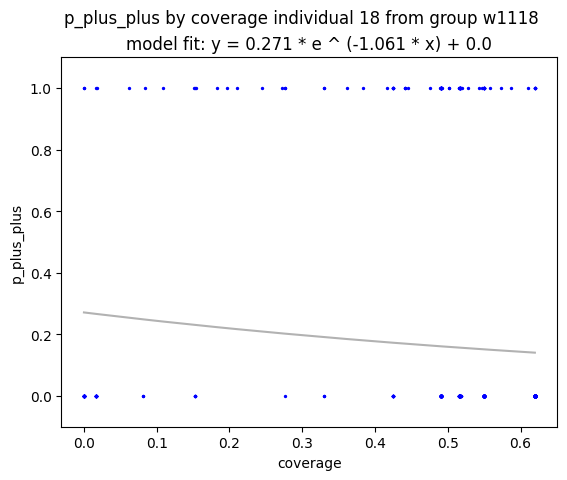 p_plus_plus by coverage individual 18 from group w1118
model fit: y = 0.271 * e ^ (-1.061 * x) + 0.0
1.0
0.8
0.6
0.4
0.2
0.0
p_plus_plus
0.0 0.1 0.2 0.3 0.4 0.5 0.6
coverage